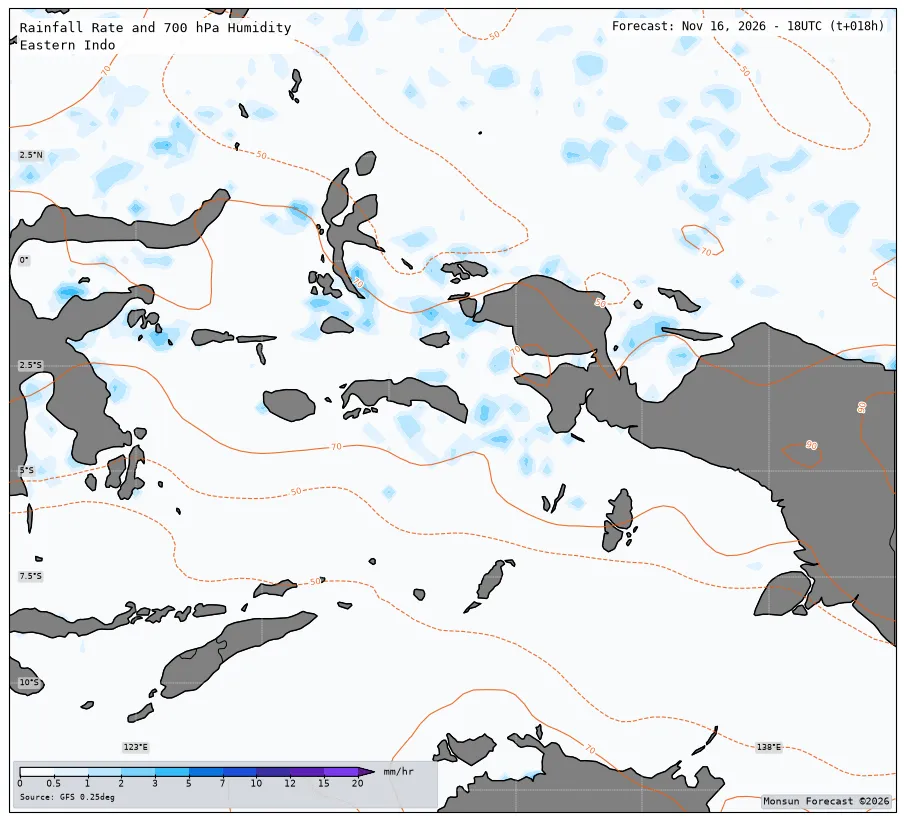 Rainfall Rate and 700 hPa Humidity
Eastern Indo
Forecast: Nov 16, 2026 - 18UTC (t+018h)
50
70
50
50
2.5°N
70
0°
70
70
50
70
2.5°S
90
70
90
5°S
50
7.5°S
50
10°S
123°E
70
138°E
mm/hr
0 0.5 1 2 3 5 7 10 12 15 20
Source: GFS 0.25deg
Monsun Forecast ©2026